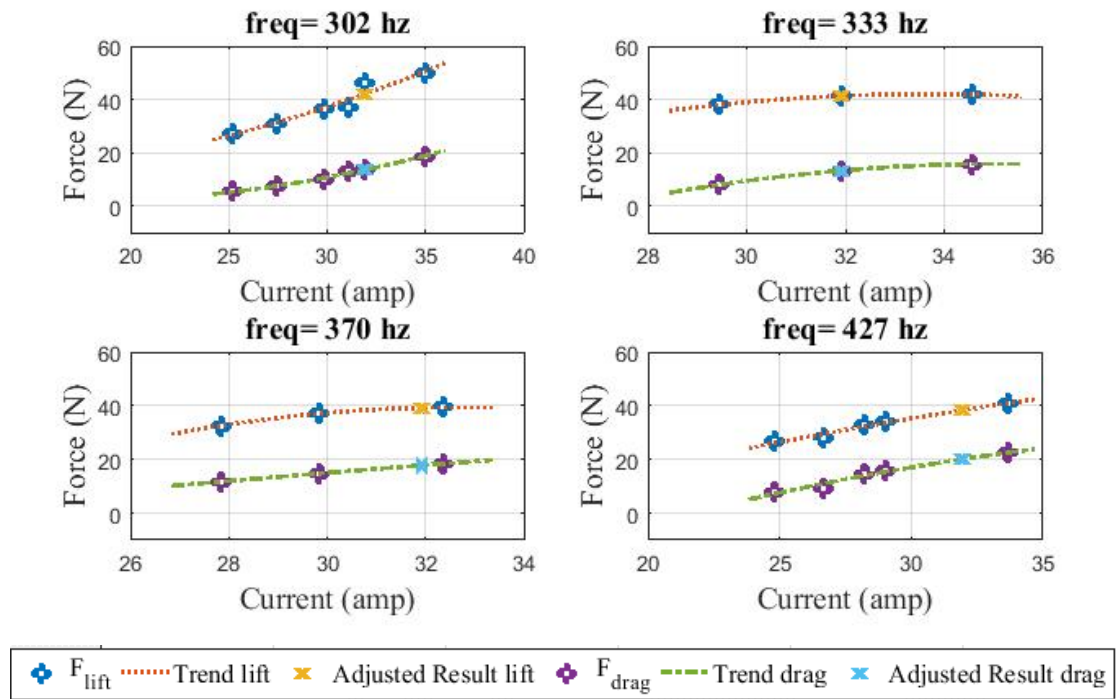 freq= 302 hz
60
40
20
0
Force (N)
20 25 30 35 40
Current (amp)
freq= 333 hz
60
40
20
0
Force (N)
28 30 32 34 36
Current (amp)
freq= 370 hz
60
40
20
0
Force (N)
26 28 30 32 34
Current (amp)
freq= 427 hz
60
40
20
0
Force (N)
20 25 30 35
Current (amp)
F_lift Trend lift Adjusted Result lift F_drag Trend drag Adjusted Result drag